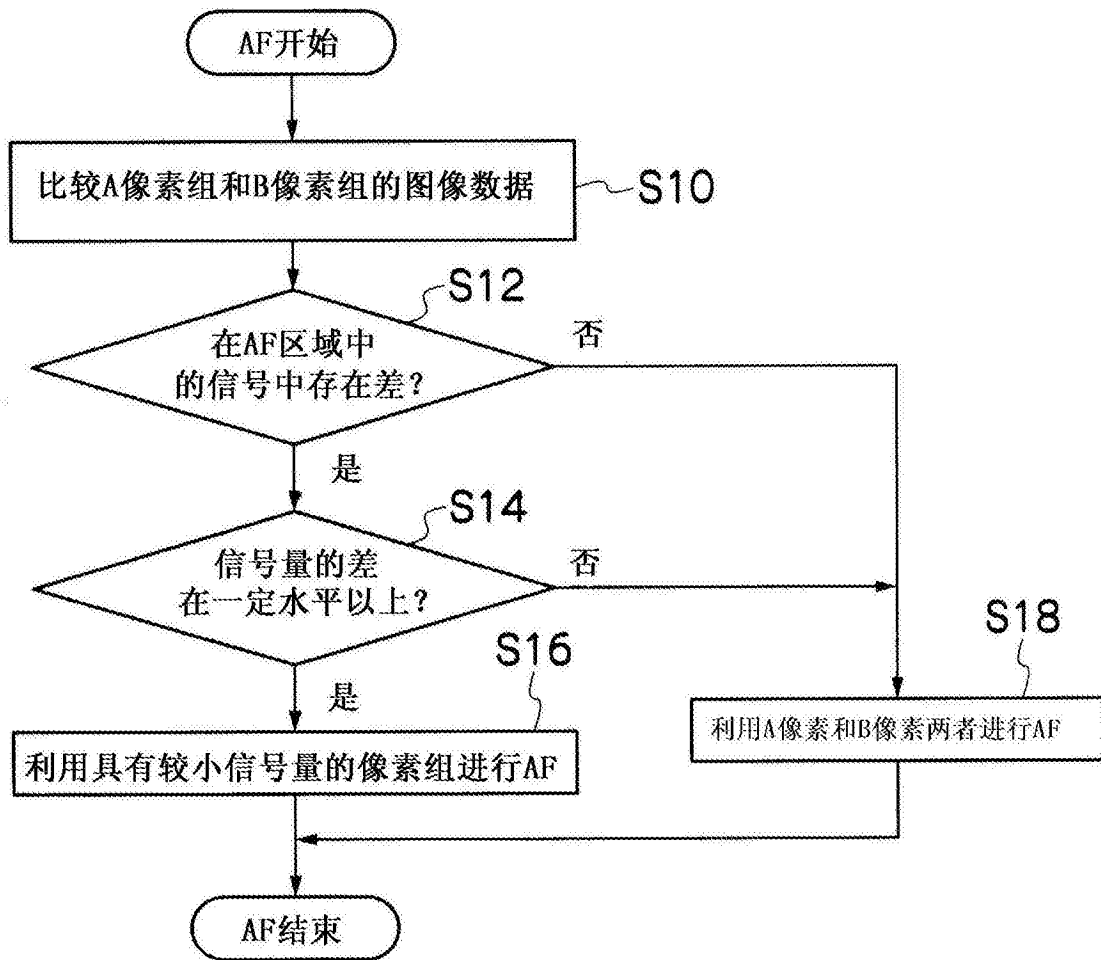 AF开始
比较A像素组和B像素组的图像数据
S10
S12
在AF区域中
的信号中存在差?
否
是
S14
信号量的差
在一定水平以上?
否
是
S16
利用具有较小信号量的像素组进行AF
S18
利用A像素和B像素两者进行AF
AF结束